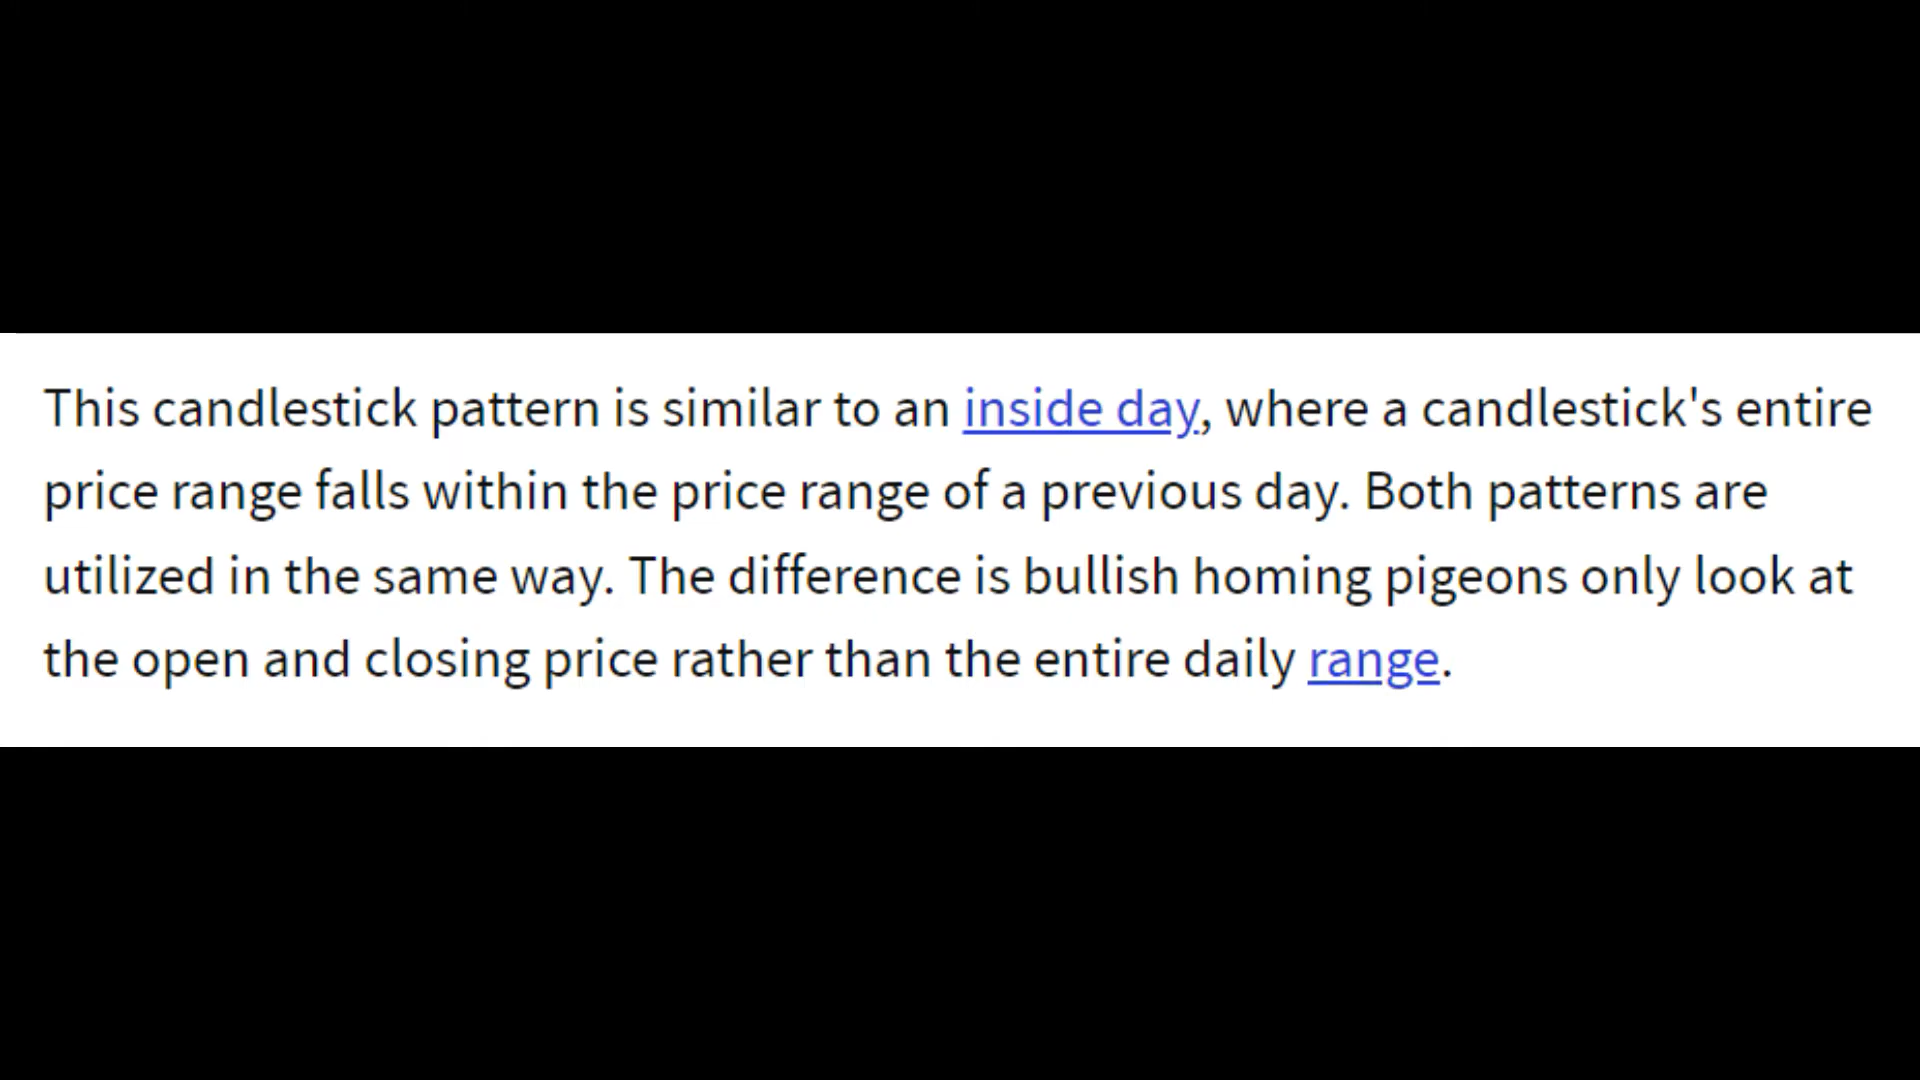 This candlestick pattern is similar to an inside day, where a candlestick's entire
price range falls within the price range of a previous day. Both patterns are
utilized in the same way. The difference is bullish homing pigeons only look at
the open and closing price rather than the entire daily range.